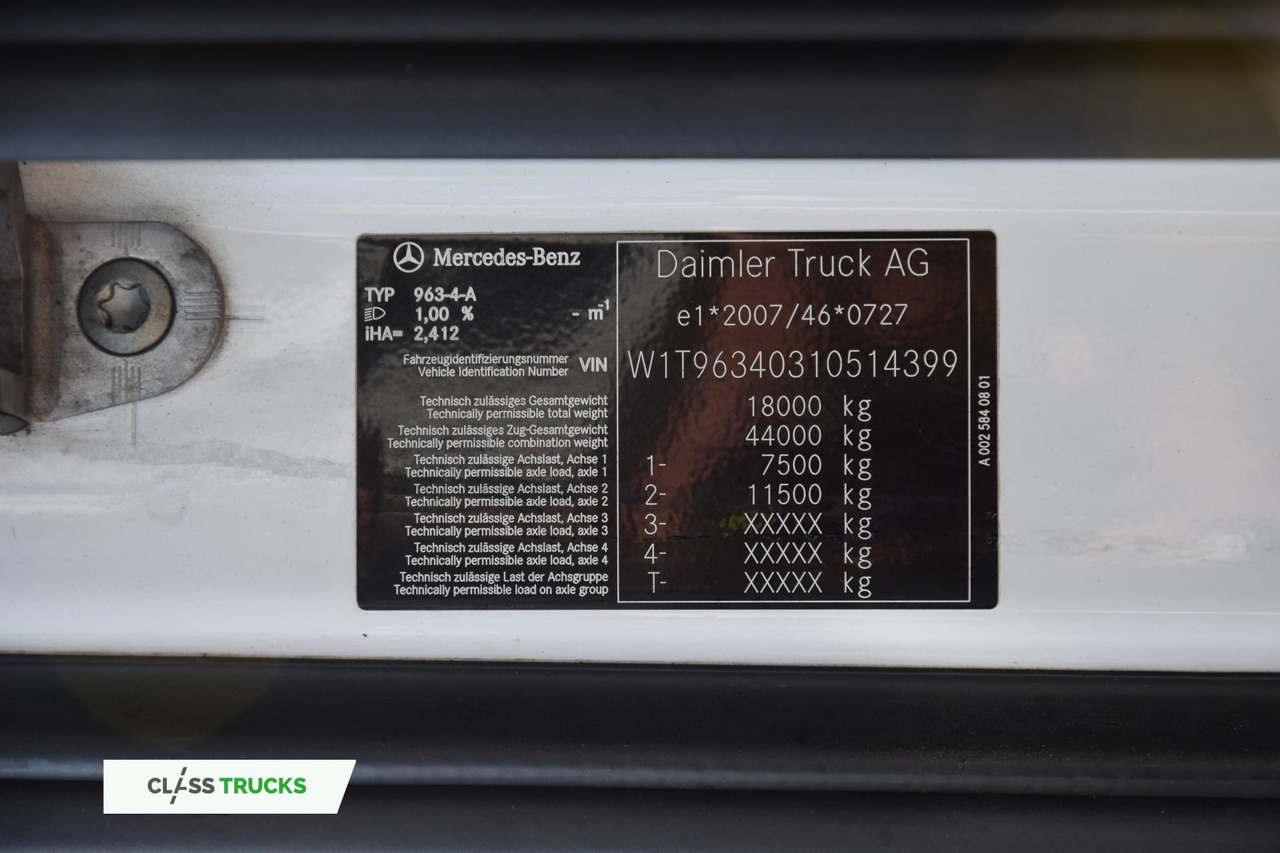 Mercedes-Benz
TYP 963-4-A
1,00 % - m-1
iHA= 2,412
Daimler Truck AG
e1*2007/46*0727
Fahrzeugidentifizierungsnummer
Vehicle Identification Number
VIN W1T96340310514399
Technisch zulässiges Gesamtgewicht
Technically permissible total weight
18000 kg
Technisch zulässiges Zug-Gesamtgewicht
Technically permissible combination weight
44000 kg
Technisch zulässige Achslast, Achse 1
Technically permissible axle load, axle 1
1- 7500 kg
Technisch zulässige Achslast, Achse 2
Technically permissible axle load, axle 2
2- 11500 kg
Technisch zulässige Achslast, Achse 3
Technically permissible axle load, axle 3
3- XXXXX kg
Technisch zulässige Achslast, Achse 4
Technically permissible axle load, axle 4
4- XXXXX kg
Technisch zulässige Last der Achsgruppe
Technically permissible load on axle group
T- XXXXX kg
A 002 584 08 01
CLASS TRUCKS